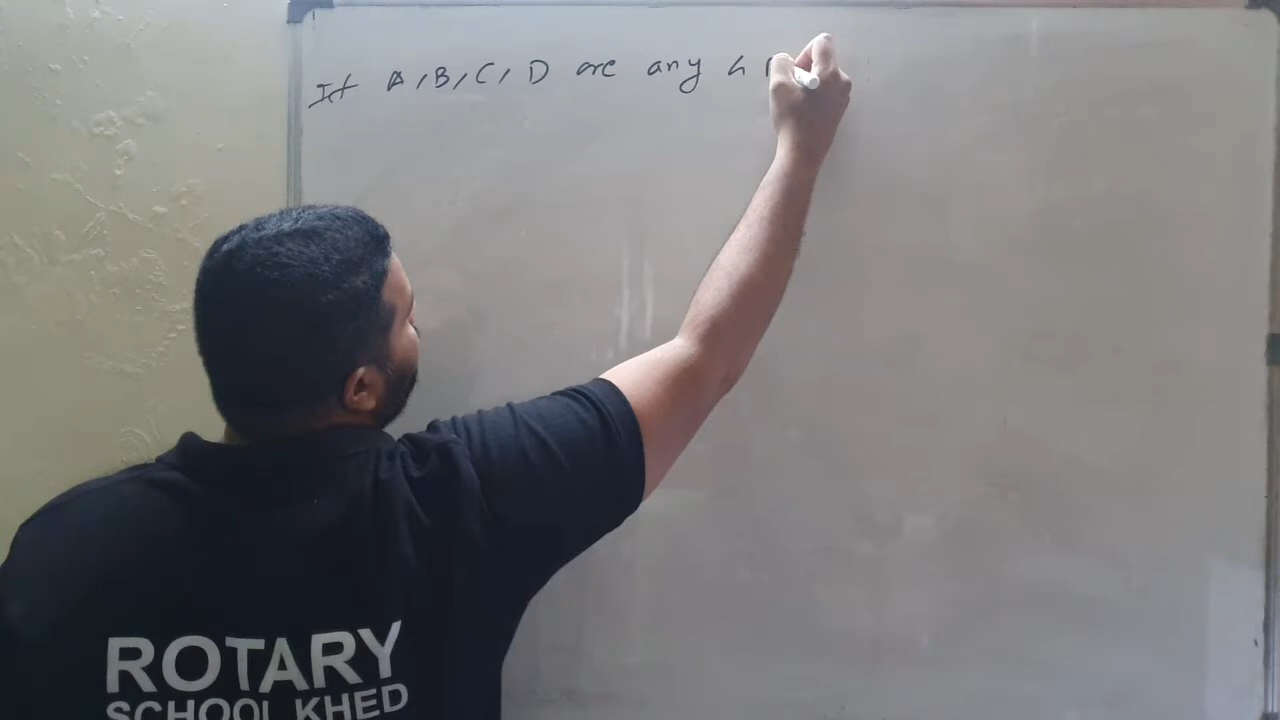 If A, B, C, D are any 4
ROTARY
SCHOOL KHED